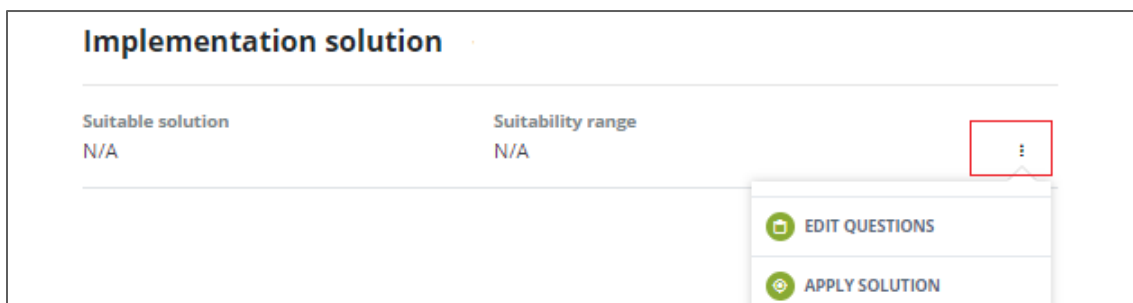 Implementation solution
Suitable solution
Suitability range
N/A
N/A
EDIT QUESTIONS
APPLY SOLUTION